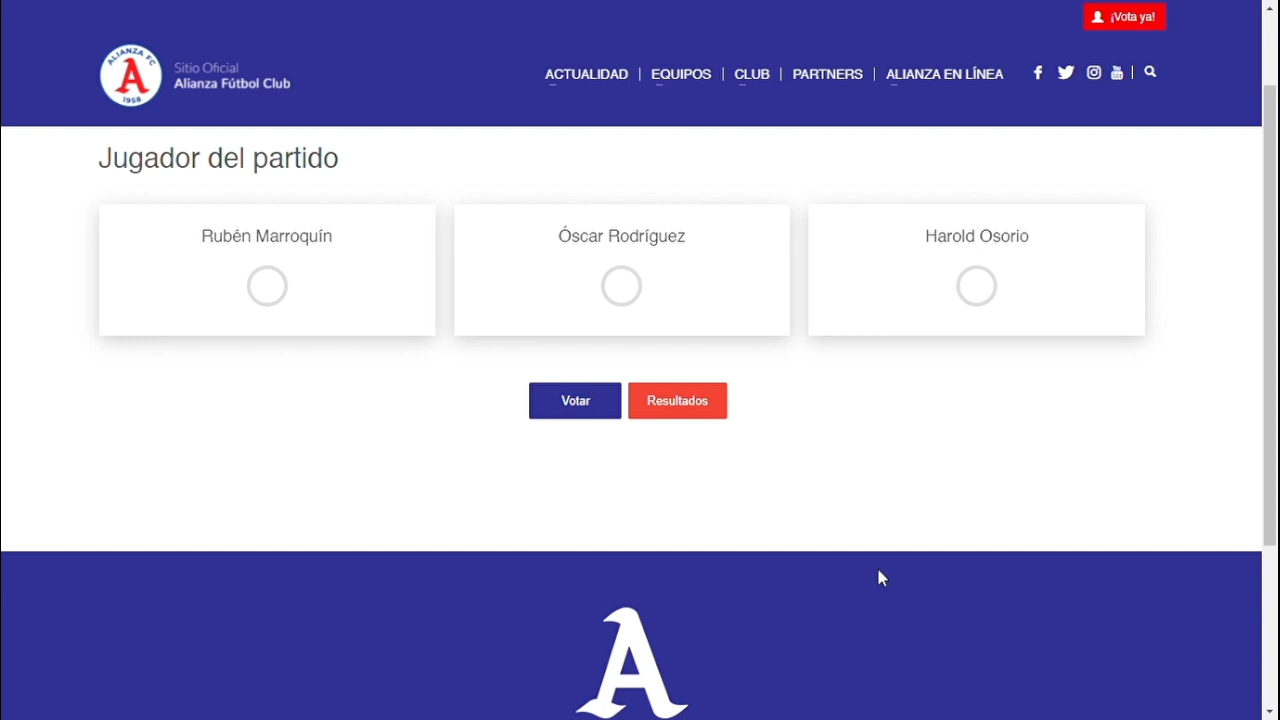 ¡Vota ya!
ALIANZA FC
A
1958
Sitio Oficial
Alianza Fútbol Club
ACTUALIDAD | EQUIPOS | CLUB | PARTNERS | ALIANZA EN LÍNEA
Jugador del partido
Rubén Marroquín
Óscar Rodríguez
Harold Osorio
Votar
Resultados
A